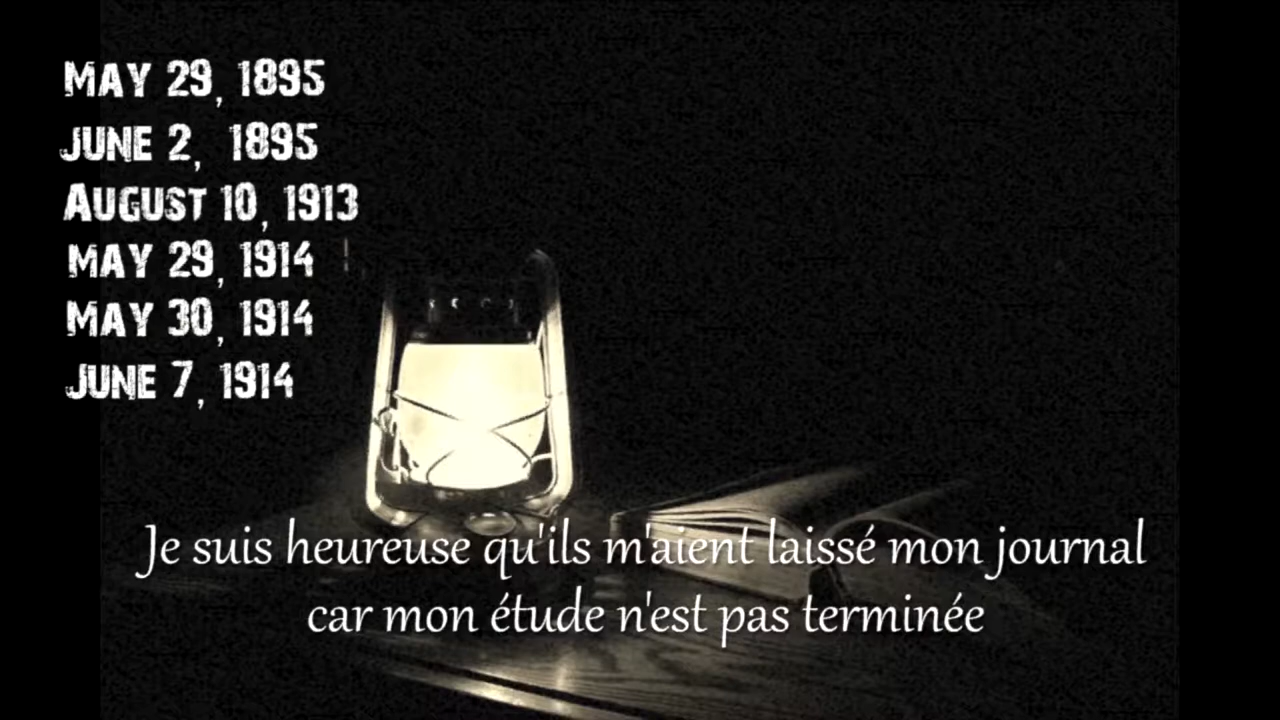 MAY 29, 1895
JUNE 2, 1895
AUGUST 10, 1913
MAY 29, 1914
MAY 30, 1914
JUNE 7, 1914
Je suis heureuse qu'ils m'aient laissé mon journal
car mon étude n'est pas terminée